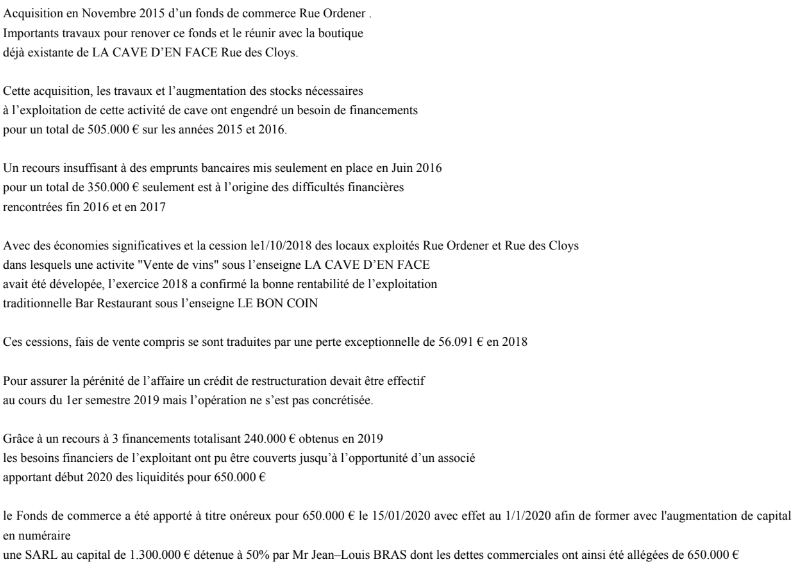 Acquisition en Novembre 2015 d’un fonds de commerce Rue Ordener .
Importants travaux pour renover ce fonds et le réunir avec la boutique
déjà existante de LA CAVE D’EN FACE Rue des Cloys.
Cette acquisition, les travaux et l’augmentation des stocks nécessaires
à l’exploitation de cette activité de cave ont engendré un besoin de financements
pour un total de 505.000 € sur les années 2015 et 2016.
Un recours insuffisant à des emprunts bancaires mis seulement en place en Juin 2016
pour un total de 350.000 € seulement est à l’origine des difficultés financières
rencontrées fin 2016 et en 2017
Avec des économies significatives et la cession le1/10/2018 des locaux exploités Rue Ordener et Rue des Cloys
dans lesquels une activite "Vente de vins" sous l’enseigne LA CAVE D’EN FACE
avait été dévelopée, l’exercice 2018 a confirmé la bonne rentabilité de l’exploitation
traditionnelle Bar Restaurant sous l’enseigne LE BON COIN
Ces cessions, fais de vente compris se sont traduites par une perte exceptionnelle de 56.091 € en 2018
Pour assurer la pérénité de l’affaire un crédit de restructuration devait être effectif
au cours du 1er semestre 2019 mais l’opération ne s’est pas concrétisée.
Grâce à un recours à 3 financements totalisant 240.000 € obtenus en 2019
les besoins financiers de l’exploitant ont pu être couverts jusqu’à l’opportunité d’un associé
apportant début 2020 des liquidités pour 650.000 €
le Fonds de commerce a été apporté à titre onéreux pour 650.000 € le 15/01/2020 avec effet au 1/1/2020 afin de former avec l'augmentation de capital
en numéraire
une SARL au capital de 1.300.000 € détenue à 50% par Mr Jean–Louis BRAS dont les dettes commerciales ont ainsi été allégées de 650.000 €